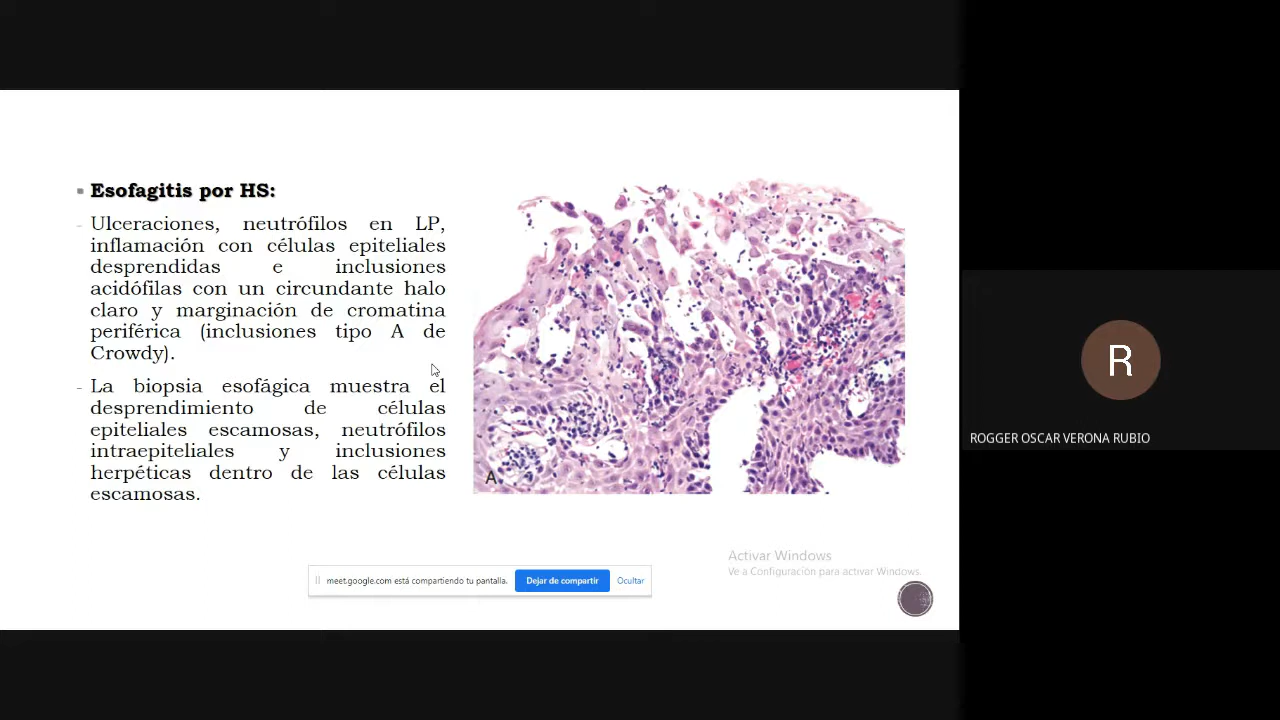 Esofagitis por HS:
- Ulceraciones, neutrófilos en LP,
inflamación con células epiteliales
desprendidas e inclusiones
acidófilas con un circundante halo
claro y marginación de cromatina
periférica (inclusiones tipo A de
Crowdy).
- La biopsia esofágica muestra el
desprendimiento de células
epiteliales escamosas, neutrófilos
intraepiteliales y inclusiones
herpéticas dentro de las células
escamosas.
A
Activar Windows
Ve a Configuración para activar Windows.
meet.google.com está compartiendo tu pantalla.
Dejar de compartir
Ocultar
R
ROGGER OSCAR VERONA RUBIO